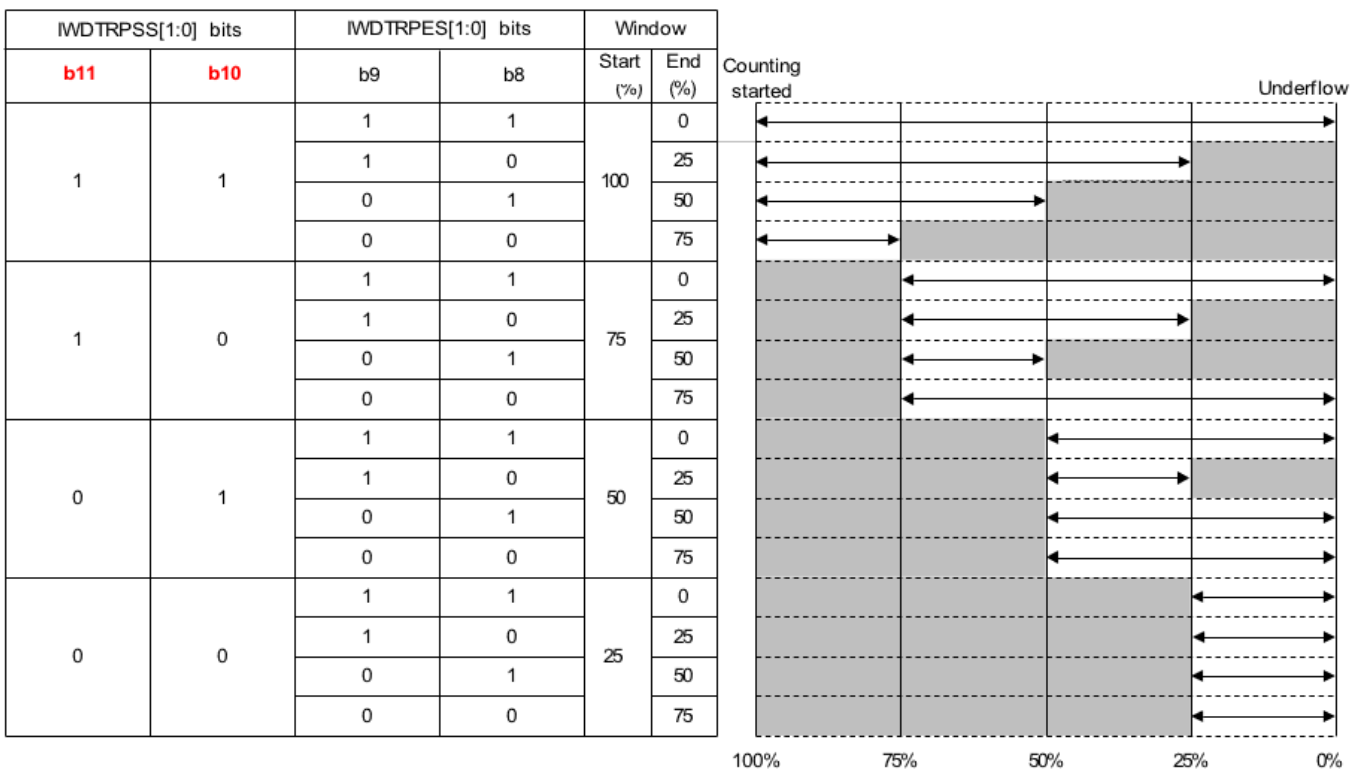 IWDTRPSS[1:0] bits IWDTRPES[1:0] bits Window
b11 b10 b9 b8 Start (%) End (%) Counting started Underflow
1 1 0
1 0 25
1 1 100
0 1 50
0 0 75
1 1 0
1 0 25
1 0 75
0 1 50
0 0 75
1 1 0
1 0 25
0 1 50
0 1 50
0 0 75
1 1 0
1 0 25
0 0 25
0 1 50
0 0 75
100% 75% 50% 25% 0%